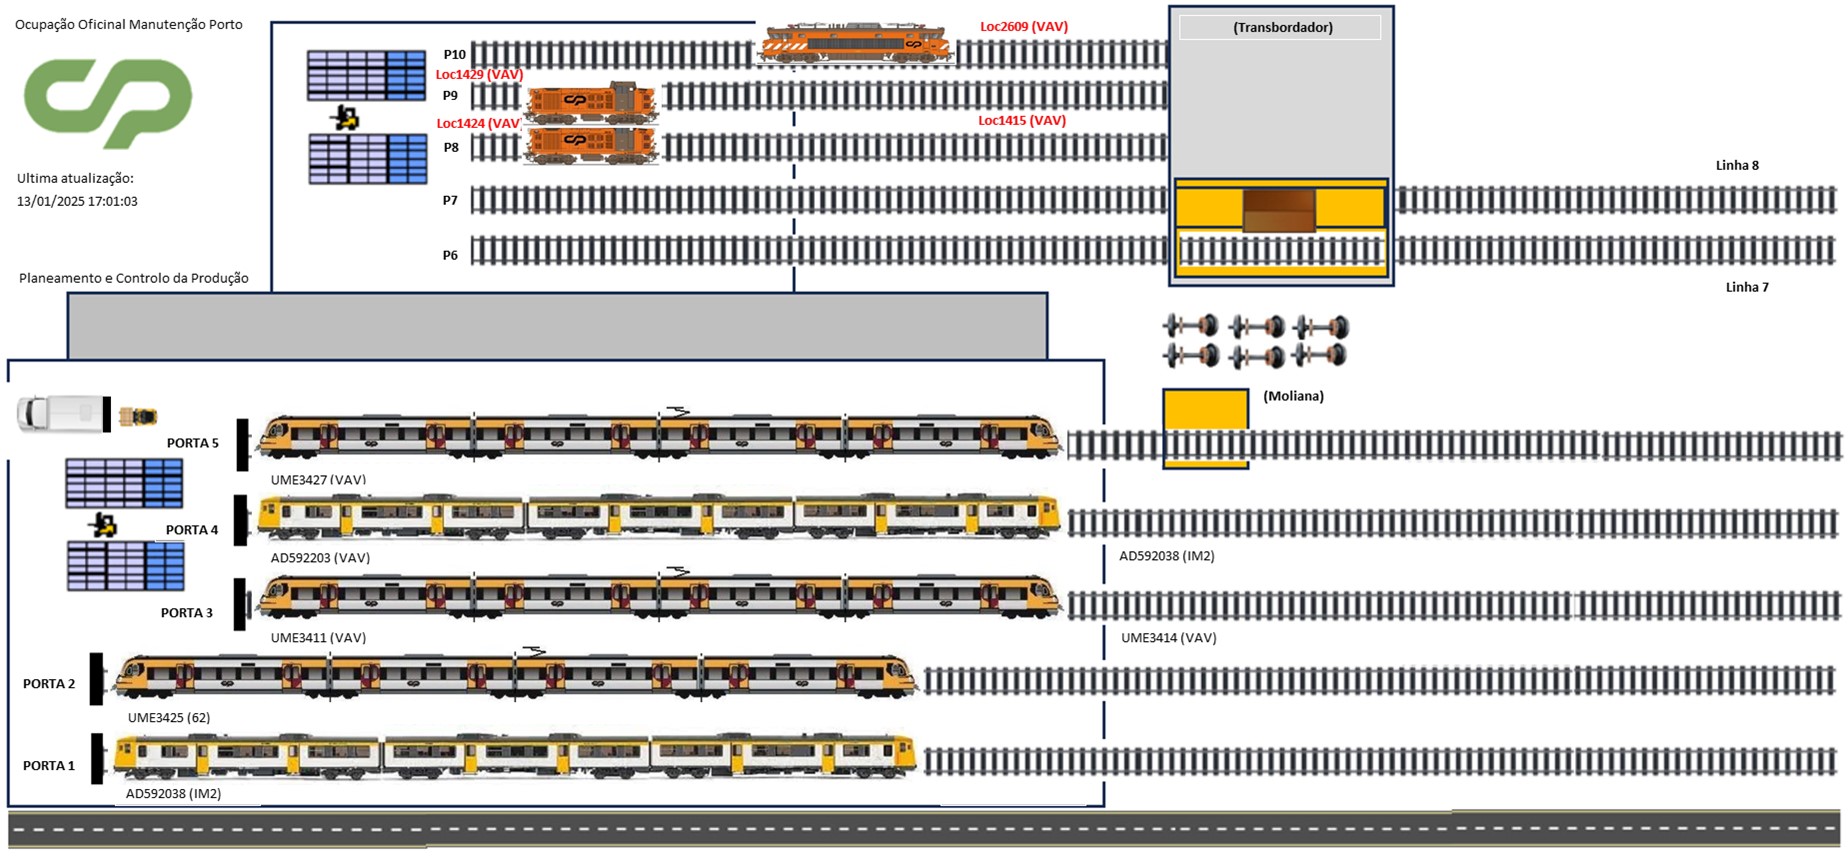 Ocupação Oficinal Manutenção Porto
Loc2609 (VAV)
(Transbordador)
P10
Loc1429 (VAV)
P9
Loc1424 (VAV)
Loc1415 (VAV)
P8
Ultima atualização:
13/01/2025 17:01:03
Linha 8
P7
P6
Planeamento e Controlo da Produção
Linha 7
(Moliana)
PORTA 5
UME3427 (VAV)
PORTA 4
AD592203 (VAV)
AD592038 (IM2)
PORTA 3
UME3411 (VAV)
UME3414 (VAV)
PORTA 2
UME3425 (62)
PORTA 1
AD592038 (IM2)